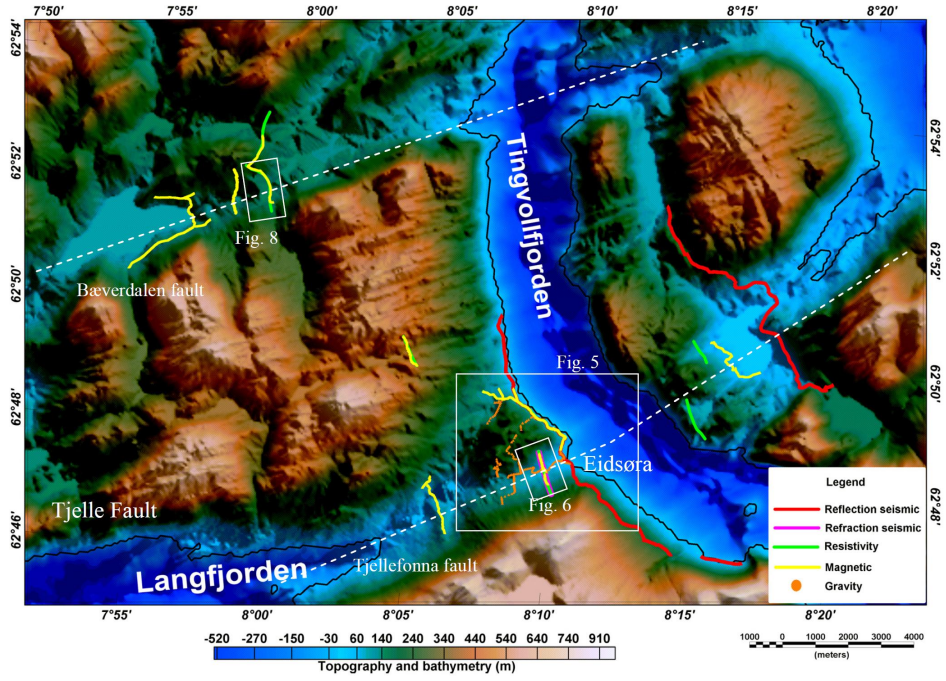 7°50' 7°55' 8°00' 8°05' 8°10' 8°15' 8°20'
62°54'
62°52'
62°50'
62°48'
62°46'
62°52'
62°50'
62°48'
Tingvollfjorden
Fig. 8
Bæverdalen fault
Fig. 5
Eidsøra
Fig. 6
Tjelle Fault
Tjellefonna fault
Langfjorden
Legend
Reflection seismic
Refraction seismic
Resistivity
Magnetic
Gravity
7°55' 8°00' 8°05' 8°10' 8°15' 8°20'
-520 -270 -150 -30 60 140 240 340 440 540 640 740 910
Topography and bathymetry (m)
1000 0 1000 2000 3000 4000
(meters)